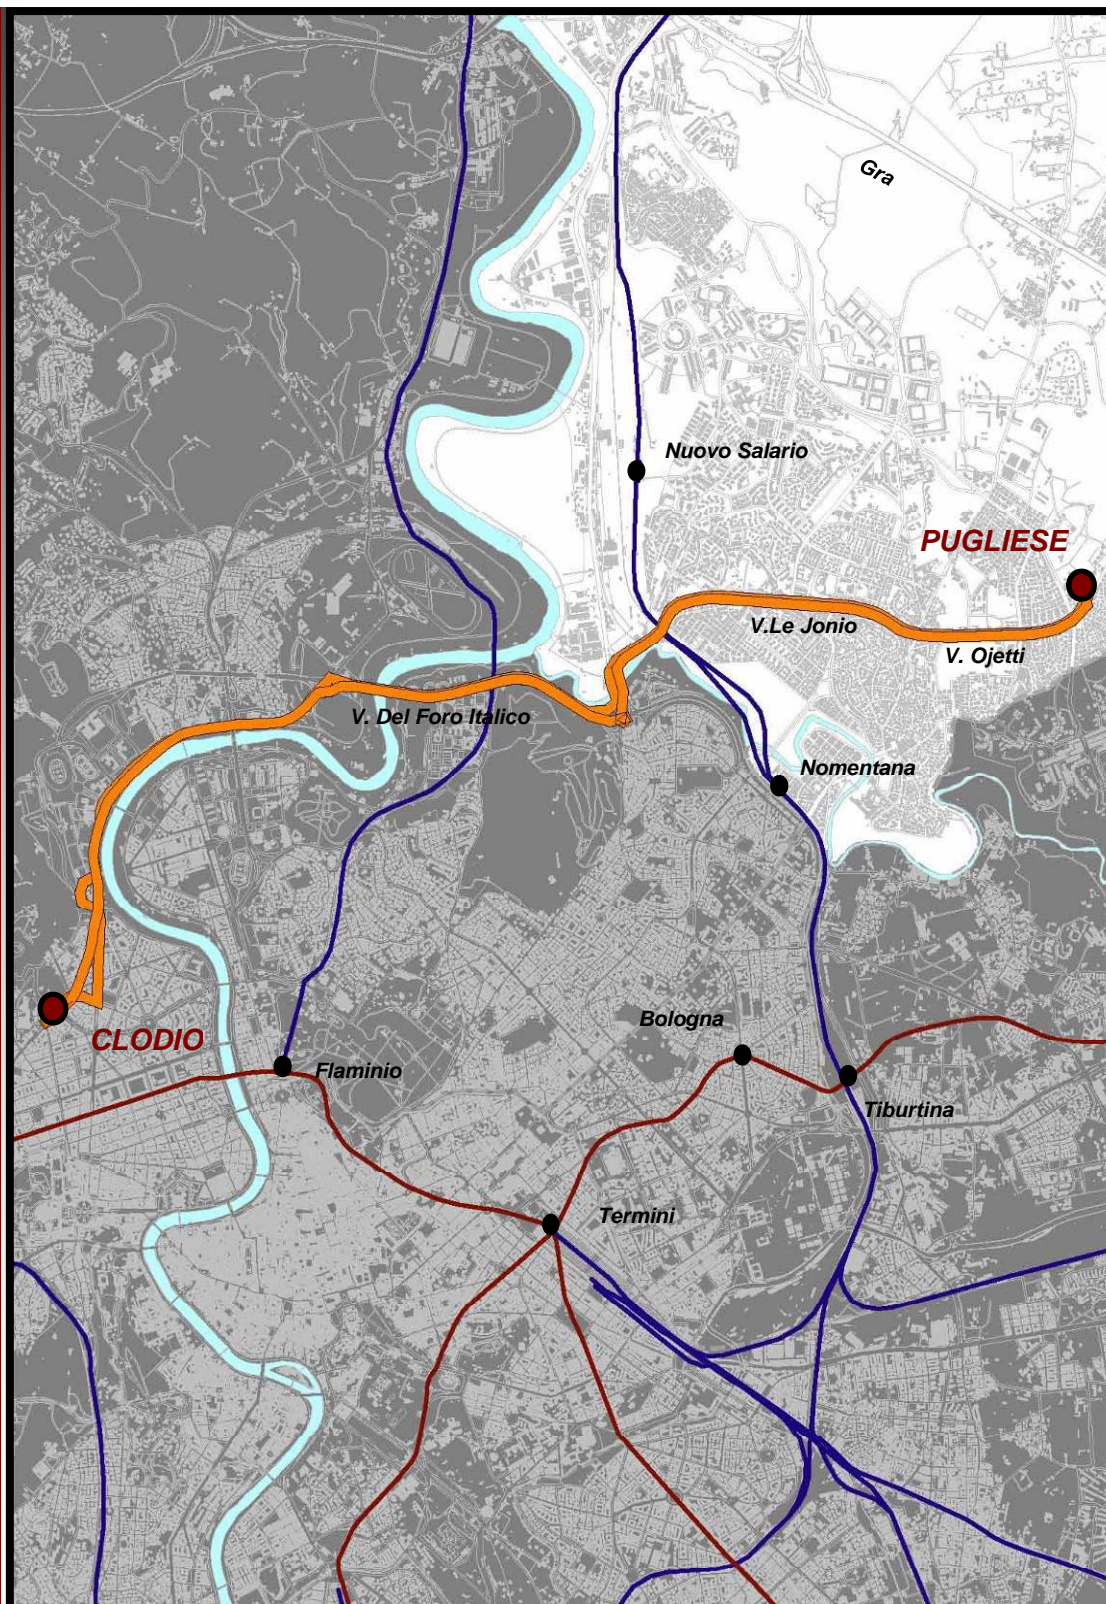 Gra
Nuovo Salario
PUGLIESE
V.Le Jonio
V. Ojetti
V. Del Foro Italico
Nomentana
Bologna
CLODIO
Flaminio
Tiburtina
Termini